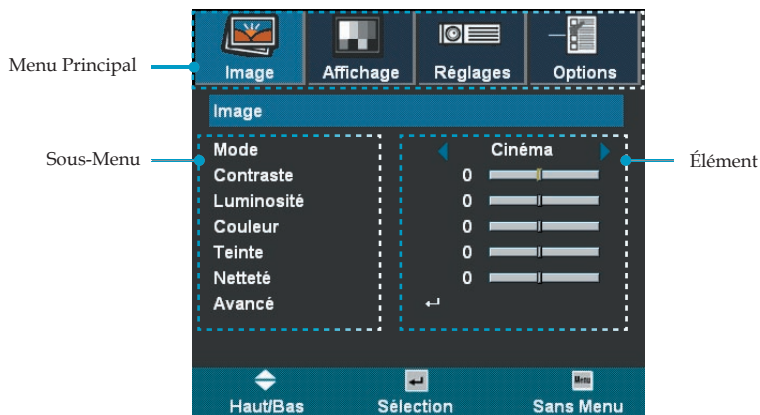 Menu Principal
Image Affichage Réglages Options
Image
Sous-Menu
Élément
Mode Cinéma
Contraste 0
Luminosité 0
Couleur 0
Teinte 0
Netteté 0
Avancé
Menu
Haut/Bas Sélection Sans Menu